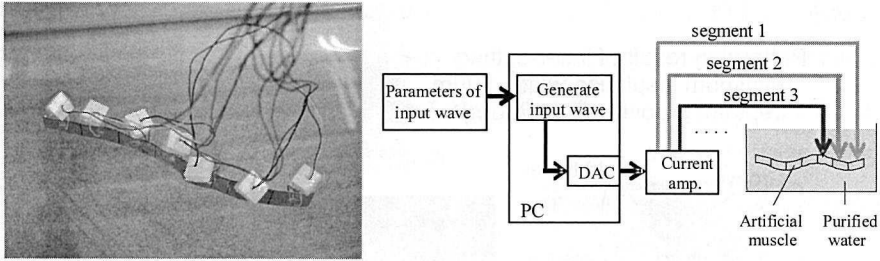 segment 1
segment 2
segment 3
Parameters of
input wave
Generate
input wave
. . . .
DAC
Current
amp.
PC
Artificial
muscle
Purified
water